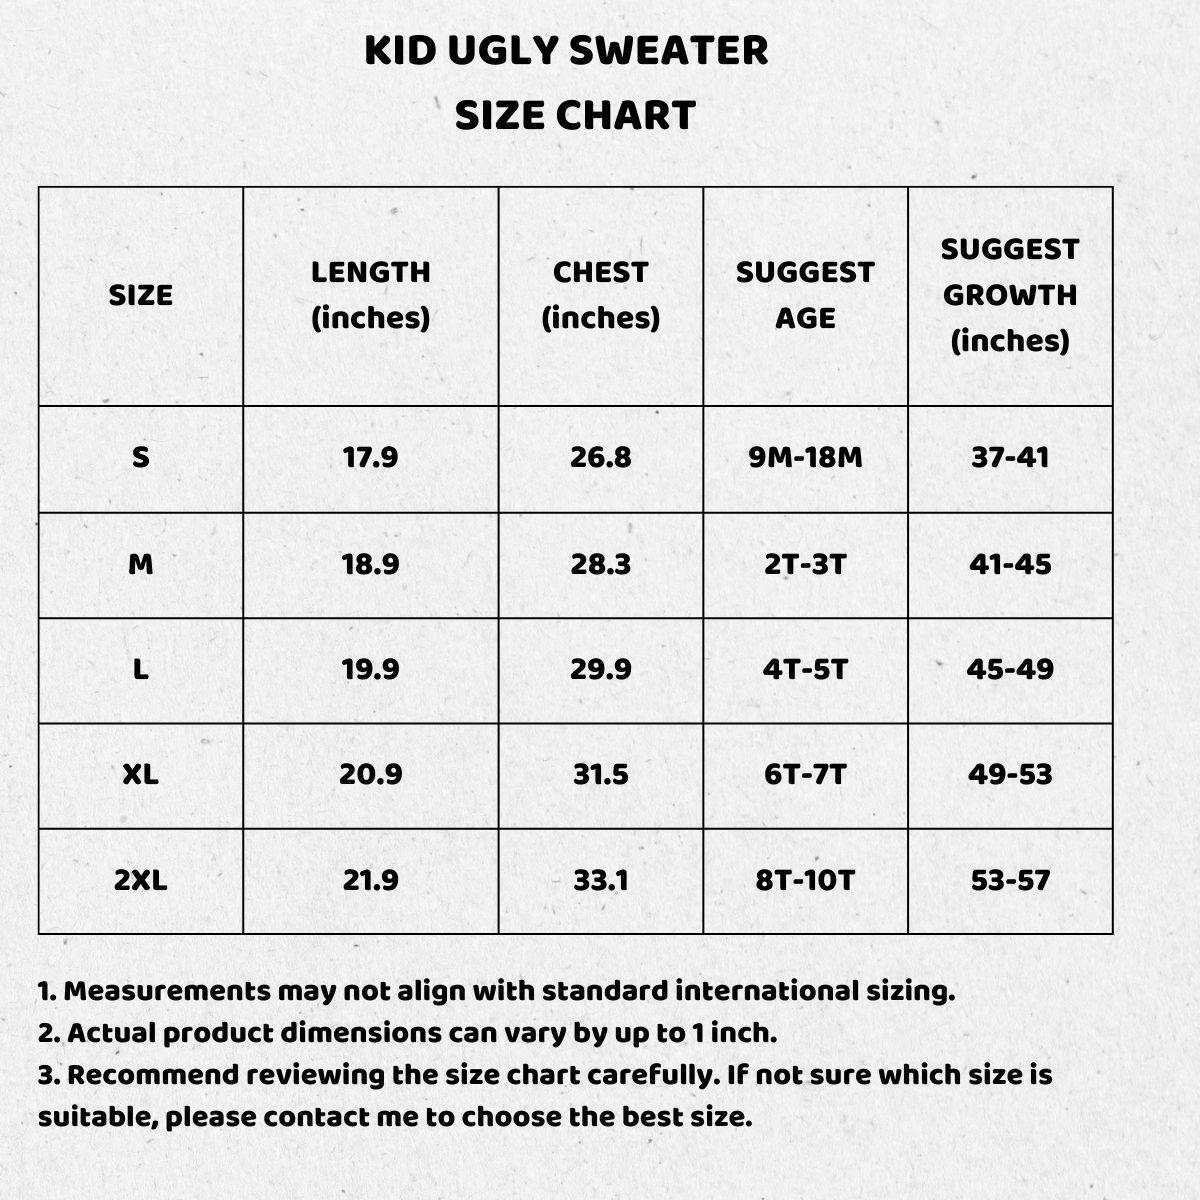 KID UGLY SWEATER
SIZE CHART
SIZE LENGTH (inches) CHEST (inches) SUGGEST AGE SUGGEST GROWTH (inches)
S 17.9 26.8 9M-18M 37-41
M 18.9 28.3 2T-3T 41-45
L 19.9 29.9 4T-5T 45-49
XL 20.9 31.5 6T-7T 49-53
2XL 21.9 33.1 8T-10T 53-57
1. Measurements may not align with standard international sizing.
2. Actual product dimensions can vary by up to 1 inch.
3. Recommend reviewing the size chart carefully. If not sure which size is
suitable, please contact me to choose the best size.